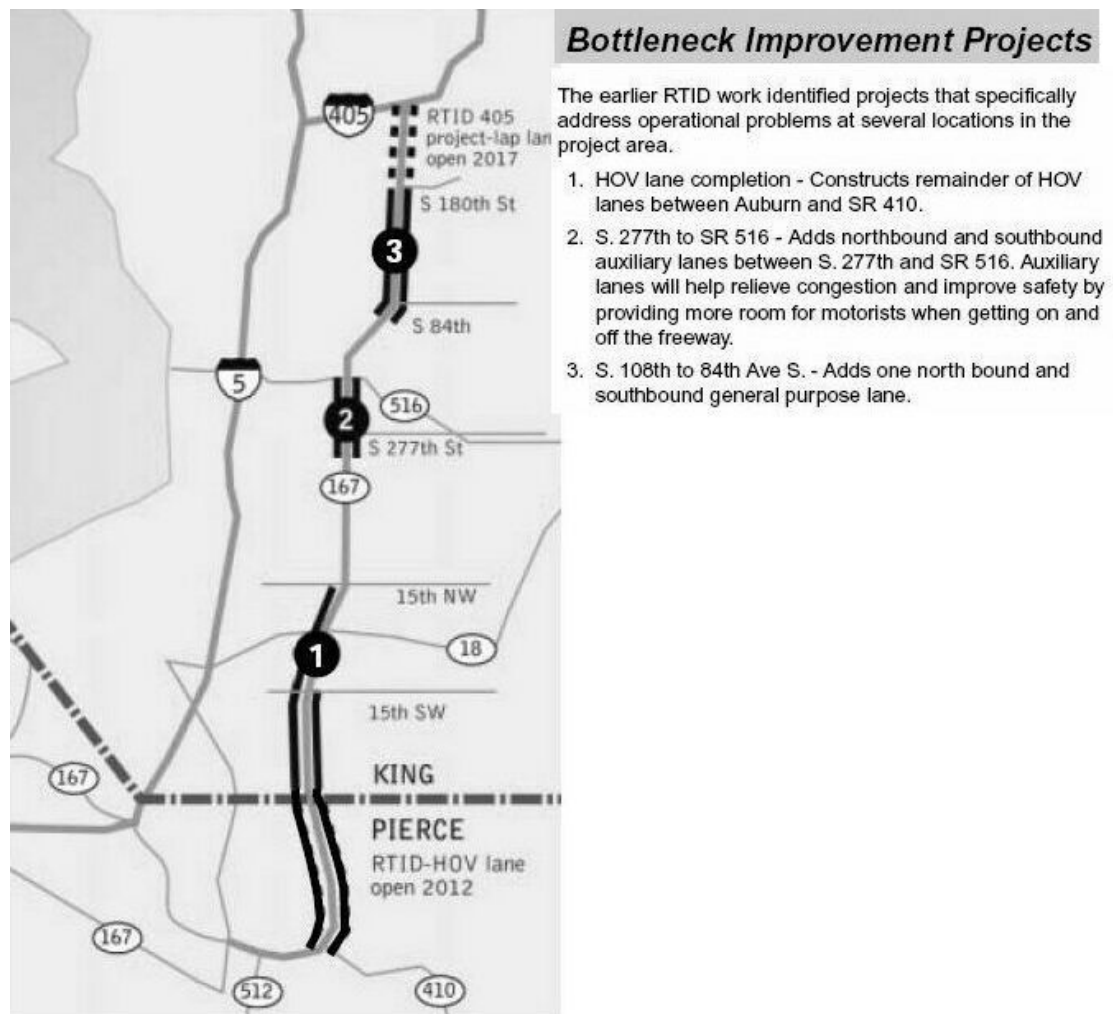 Bottleneck Improvement Projects
The earlier RTID work identified projects that specifically
address operational problems at several locations in the
project area.
1. HOV lane completion - Constructs remainder of HOV
lanes between Auburn and SR 410.
2. S. 277th to SR 516 - Adds northbound and southbound
auxiliary lanes between S. 277th and SR 516. Auxiliary
lanes will help relieve congestion and improve safety by
providing more room for motorists when getting on and
off the freeway.
3. S. 108th to 84th Ave S. - Adds one north bound and
southbound general purpose lane.
405
RTID 405
project-lap lan
open 2017
S 180th St
3
S 84th
5
516
2
S 277th St
167
15th NW
18
1
15th SW
KING
167
PIERCE
RTID-HOV lane
open 2012
167
512
410